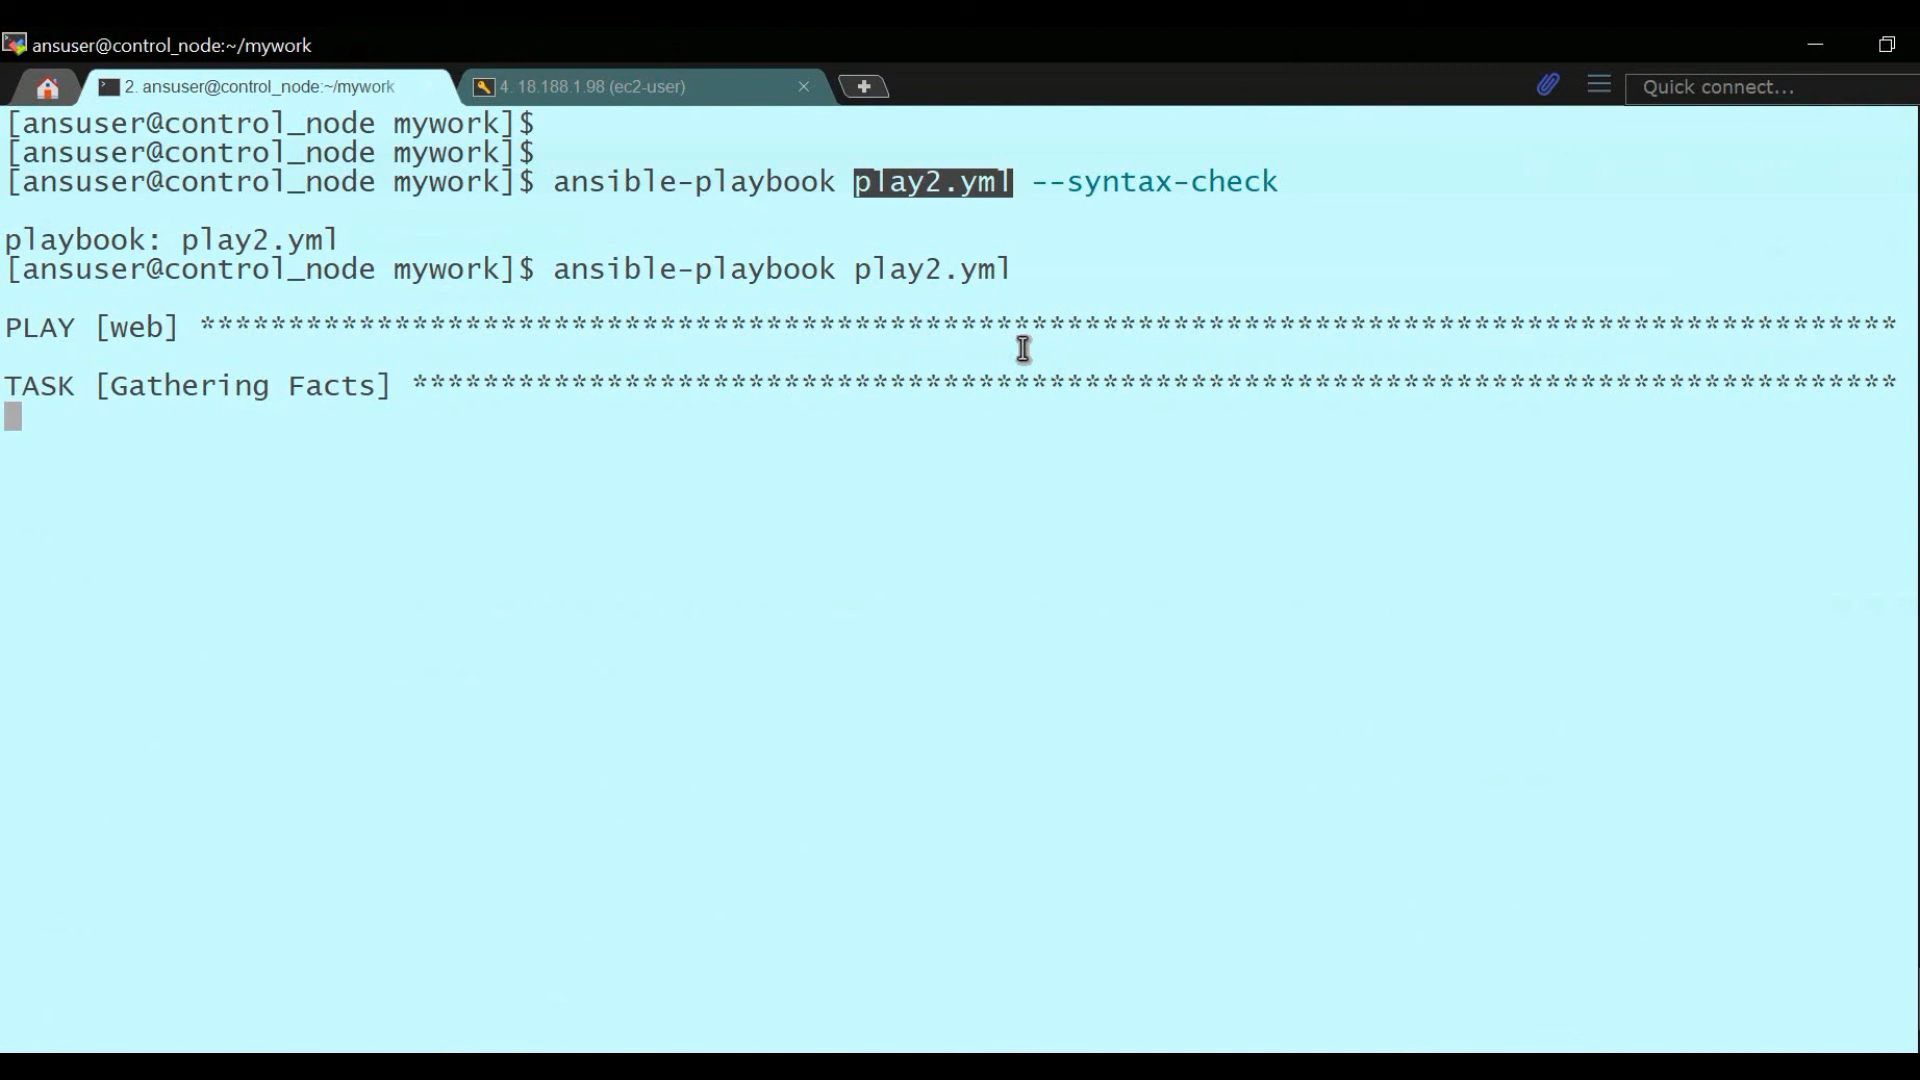 ansuser@control_node:~/mywork
2. ansuser@control_node:~/mywork
4. 18.188.1.98 (ec2-user)
Quick connect...
[ansuser@control_node mywork]$
[ansuser@control_node mywork]$
[ansuser@control_node mywork]$ ansible-playbook play2.yml --syntax-check
playbook: play2.yml
[ansuser@control_node mywork]$ ansible-playbook play2.yml
PLAY [web] ************************************************************************************************
TASK [Gathering Facts] ************************************************************************************